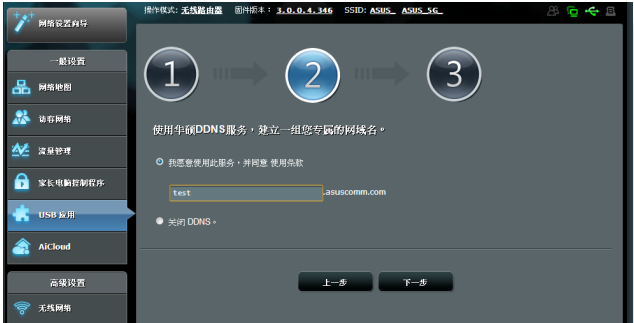 操作模式: 无线路由器 固件版本: 3.0.0.4.346 SSID: ASUS_ ASUS_5G_
网络设置向导
一般设置
网络地图
访客网络
流量管理
家长电脑控制程序
USB 应用
AiCloud
高级设置
无线网络
1
2
3
使用华硕DDNS服务，建立一组您专属的网域名。
我愿意使用此服务，并同意 使用条款
test .asuscomm.com
关闭 DDNS。
上一步 下一步